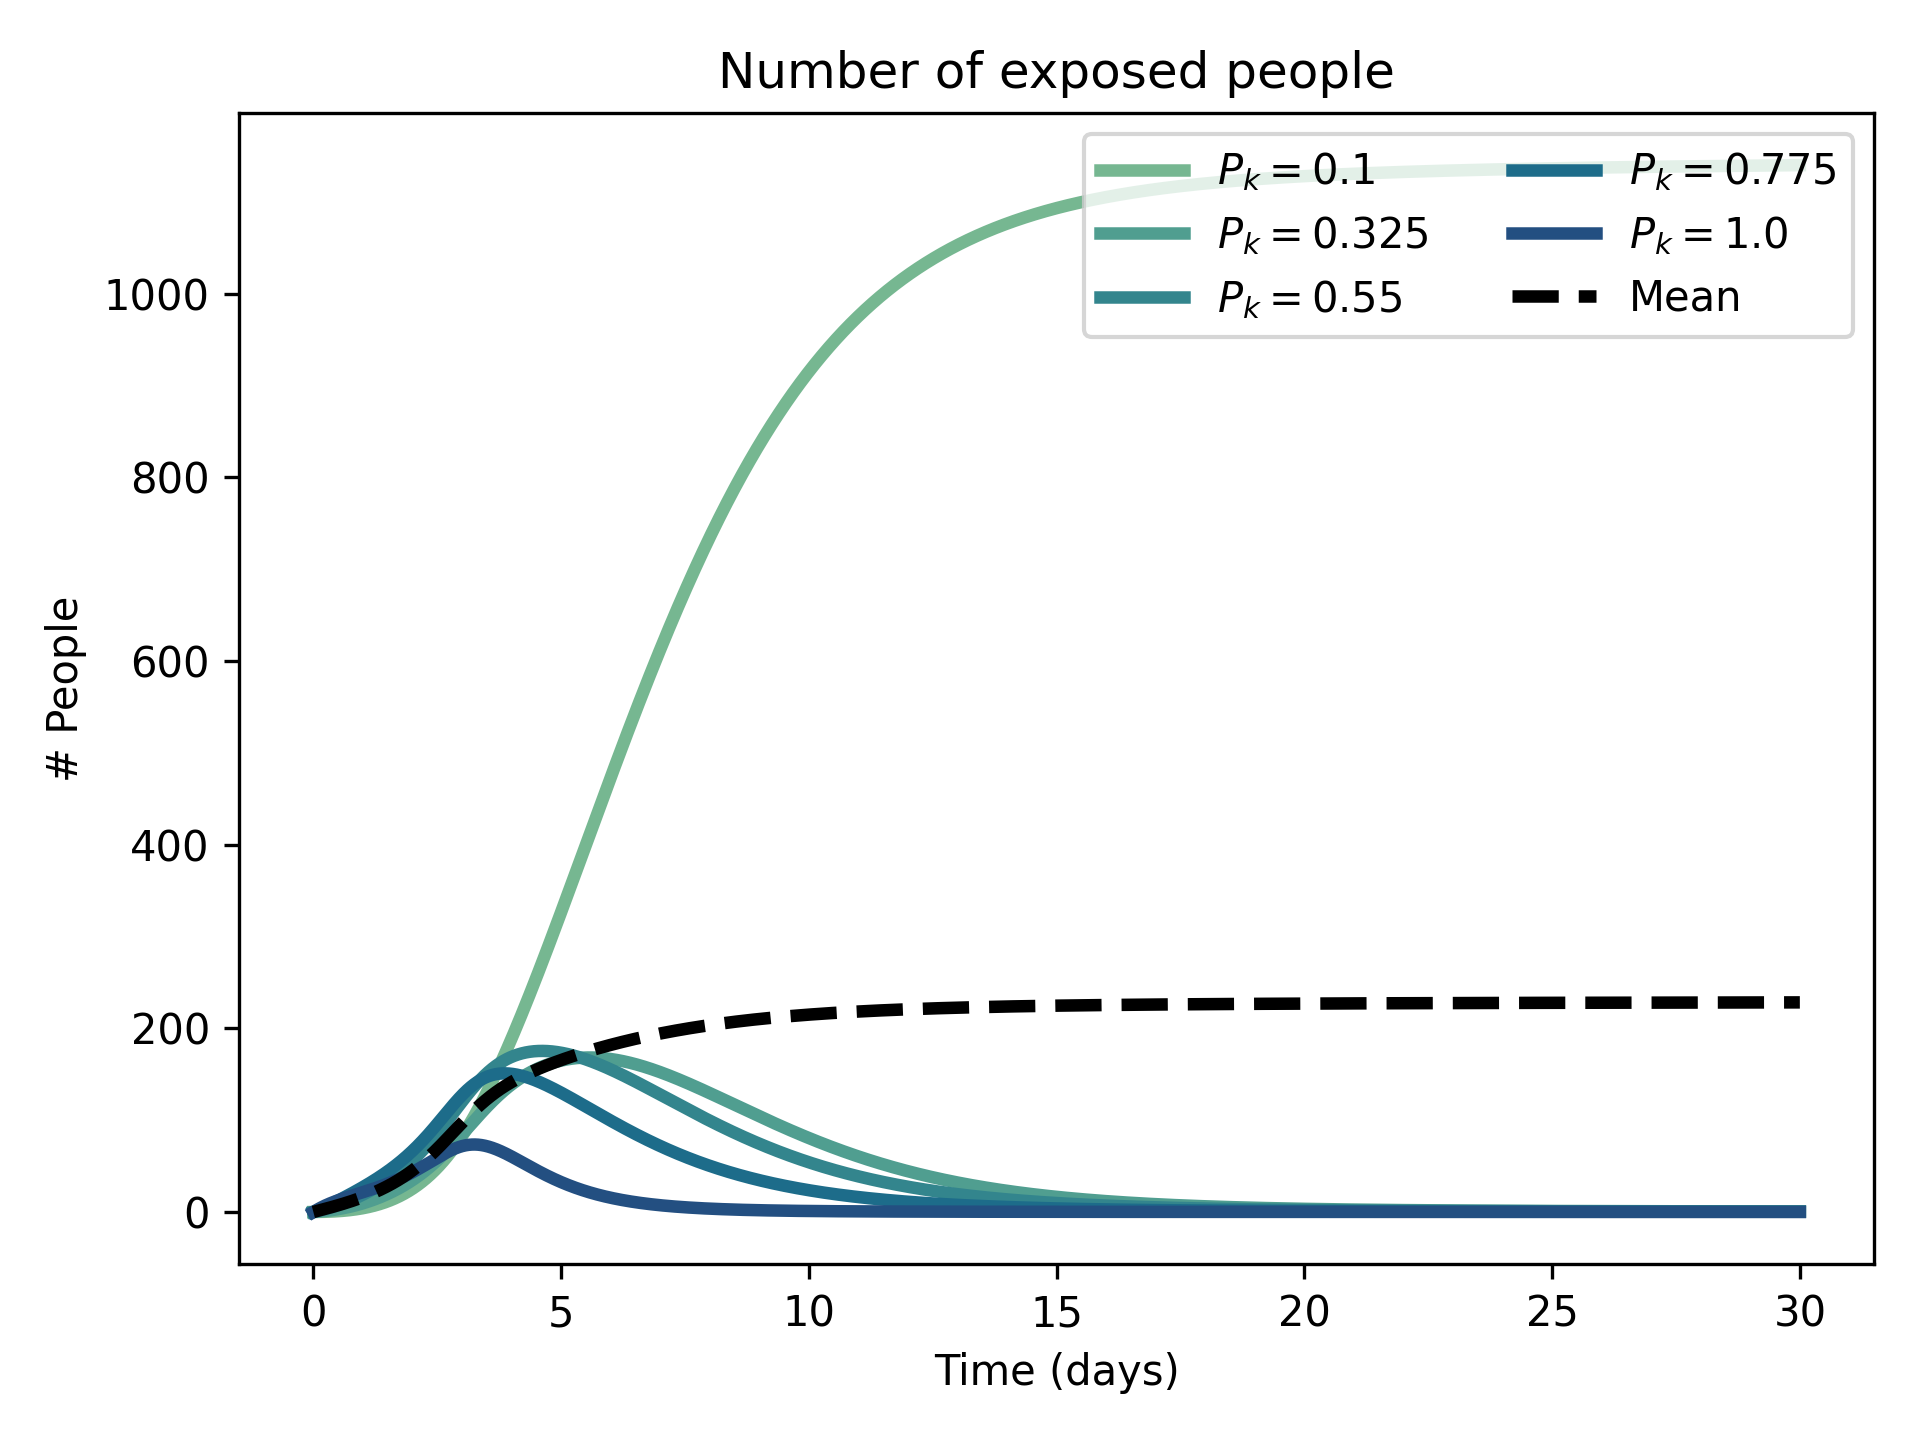 Number of exposed people
P_k = 0.1
P_k = 0.325
P_k = 0.55
P_k = 0.775
P_k = 1.0
Mean
# People
1000
800
600
400
200
0
0 5 10 15 20 25 30
Time (days)